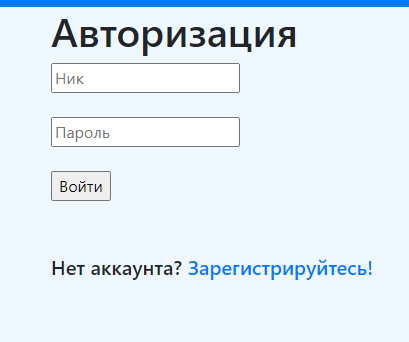 Авторизация
Ник
Пароль
Войти
Нет аккаунта? Зарегистрируйтесь!